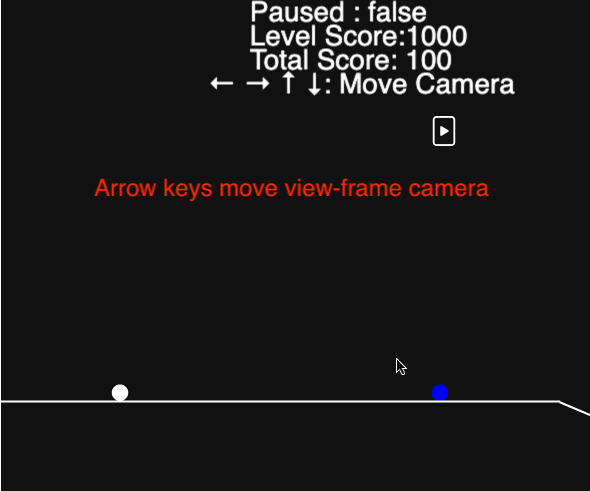 Paused : false
Level Score:1000
Total Score: 100
← → ↑ ↓: Move Camera
Arrow keys move view-frame camera